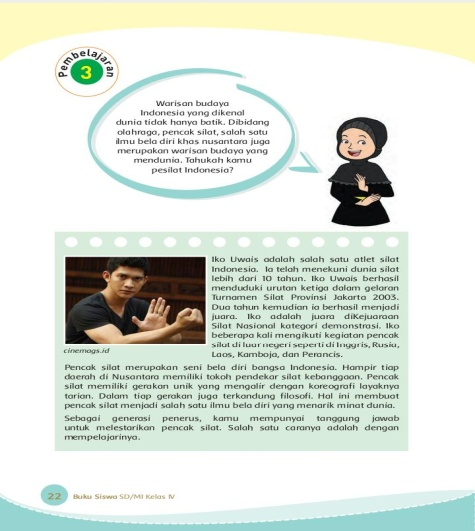 Pembelajaran
3
Warisan budaya
Indonesia yang dikenal
dunia tidak hanya batik. Dibidang
olahraga, pencak silat, salah satu
ilmu bela diri khas nusantara juga
merupakan warisan budaya yang
mendunia. Tahukah kamu
pesilat Indonesia?
Iko Uwais adalah salah satu atlet silat
Indonesia. Ia telah menekuni dunia silat
lebih dari 10 tahun. Iko Uwais berhasil
menduduki urutan ketiga dalam gelaran
Turnamen Silat Provinsi Jakarta 2003.
Dua tahun kemudian ia berhasil menjadi
juara. Iko adalah juara diKejuaraan
Silat Nasional kategori demonstrasi. Iko
beberapa kali mengikuti kegiatan pencak
silat di luar negeri seperti di Inggris, Rusia,
Laos, Kamboja, dan Perancis.
cinemags.id
Pencak silat merupakan seni bela diri bangsa Indonesia. Hampir tiap
daerah di Nusantara memiliki tokoh pendekar silat kebanggaan. Pencak
silat memiliki gerakan unik yang mengalir dengan koreografi layaknya
tarian. Dalam tiap gerakan juga terkandung filosofi. Hal ini membuat
pencak silat menjadi salah satu ilmu bela diri yang menarik minat dunia.
Sebagai generasi penerus, kamu mempunyai tanggung jawab
untuk melestarikan pencak silat. Salah satu caranya adalah dengan
mempelajarinya.
22 Buku Siswa SD/MI Kelas IV